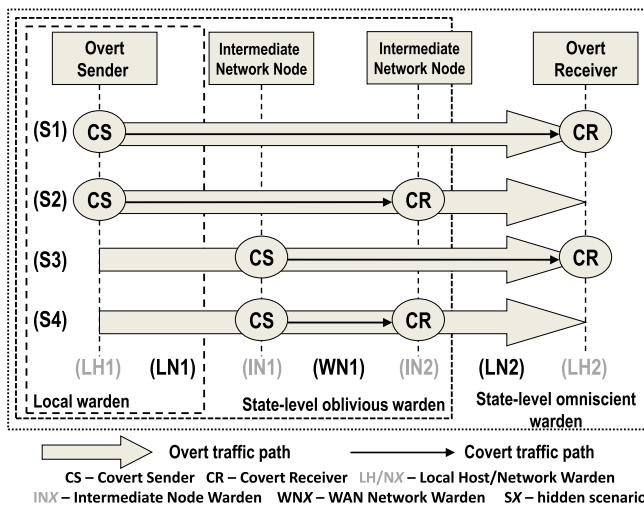 Overt Sender
Intermediate Network Node
Intermediate Network Node
Overt Receiver
(S1) CS CR
(S2) CS CR
(S3) CS CR
(S4) CS CR
(LH1) (LN1) (IN1) (WN1) (IN2) (LN2) (LH2)
Local warden
State-level oblivious warden
State-level omniscient warden
Overt traffic path
Covert traffic path
CS – Covert Sender CR – Covert Receiver LH/NX – Local Host/Network Warden
INX – Intermediate Node Warden WNX – WAN Network Warden SX – hidden scenario